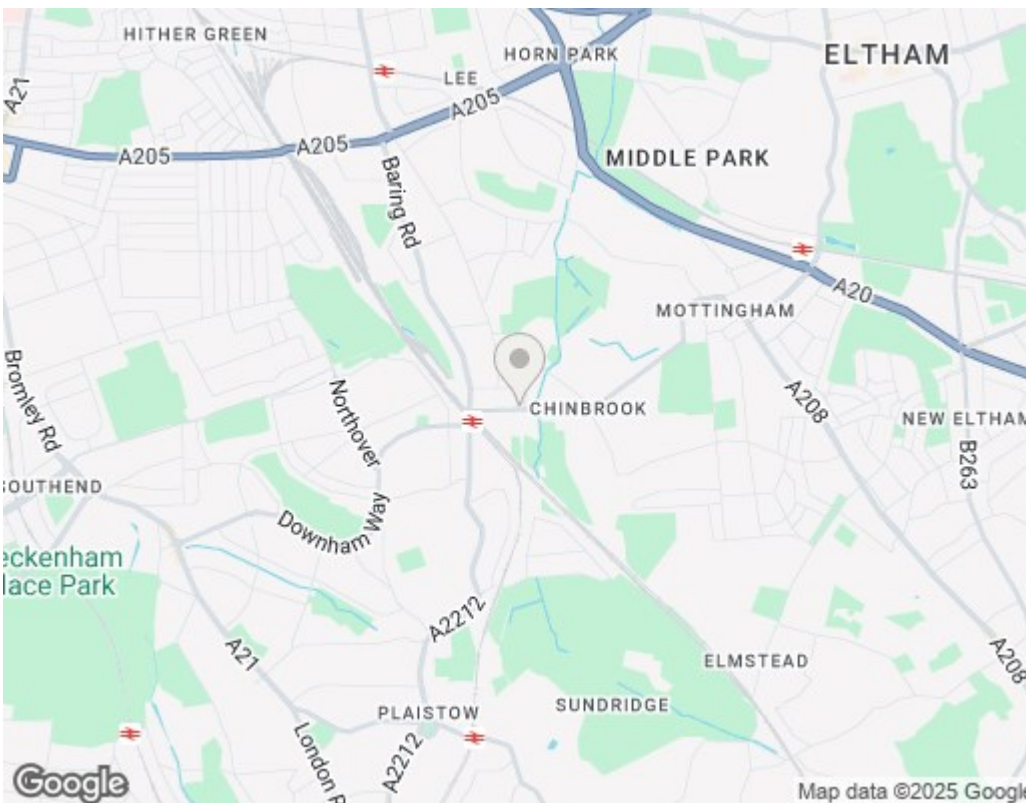 HITHER GREEN
HORN PARK
ELTHAM
A21
LEE
A205
A205
A205
MIDDLE PARK
Baring Rd
A20
MOTTINGHAM
Bromley Rd
Northover
CHINBROOK
A208
NEW ELTHAM
B263
SOUTHEND
Downham Way
eckenham
lace Park
A2212
A21
ELMSTEAD
A208
SUNDRIDGE
PLAISTOW
A2212
London R
Google
Map data ©2025 Google